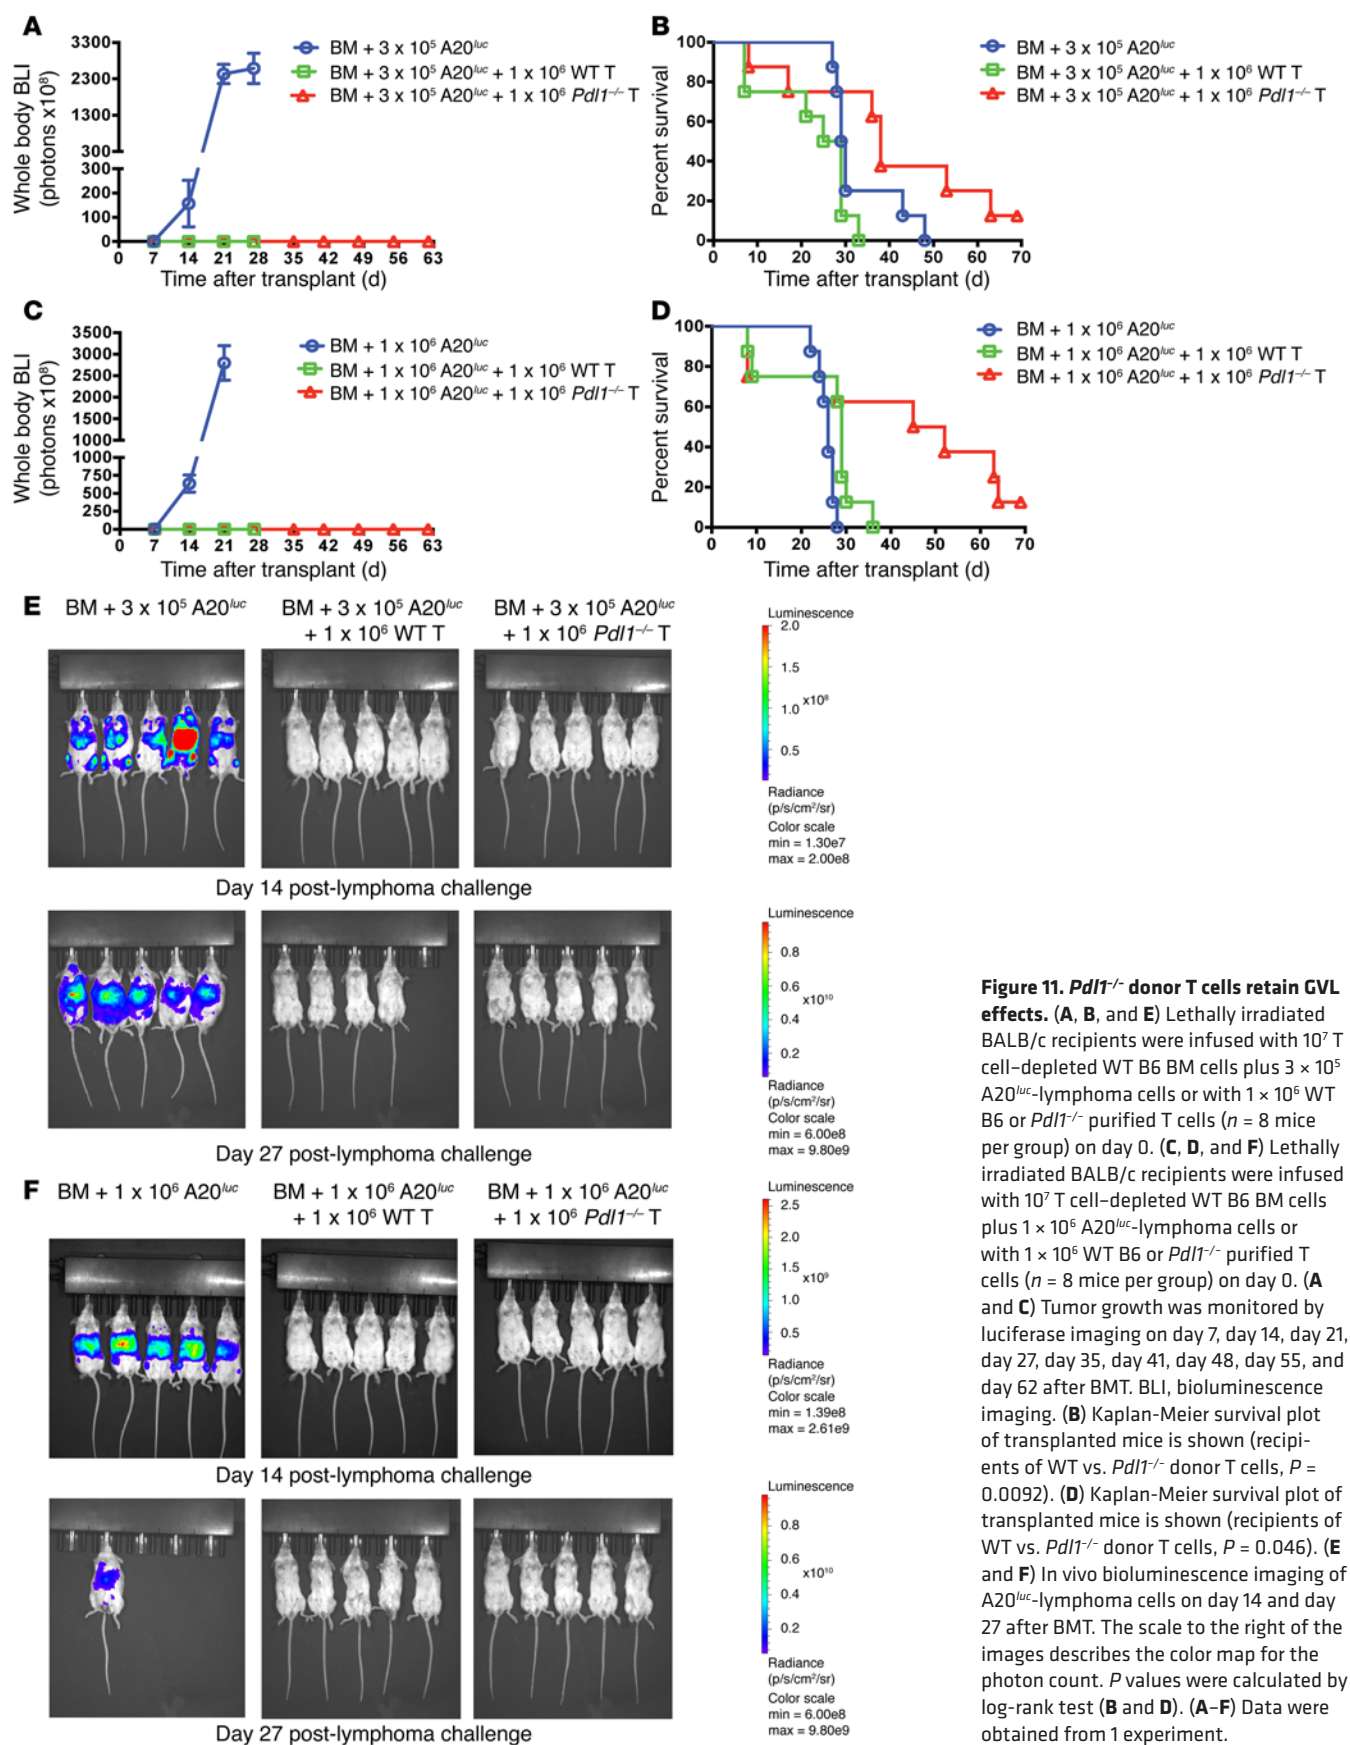 A
3300
2300
1300
300
300
200
100
0
Whole body BLI
(photons x10⁸)
0 7 14 21 28 35 42 49 56 63
Time after transplant (d)
BM + 3 x 10⁵ A20luc
BM + 3 x 10⁵ A20luc + 1 x 10⁶ WT T
BM + 3 x 10⁵ A20luc + 1 x 10⁶ Pdl1–/– T
B
100
80
60
40
20
0
Percent survival
0 10 20 30 40 50 60 70
Time after transplant (d)
BM + 3 x 10⁵ A20luc
BM + 3 x 10⁵ A20luc + 1 x 10⁶ WT T
BM + 3 x 10⁵ A20luc + 1 x 10⁶ Pdl1–/– T
C
3500
3000
2500
2000
1500
1000
1000
750
500
250
0
Whole body BLI
(photons x10⁸)
0 7 14 21 28 35 42 49 56 63
Time after transplant (d)
BM + 1 x 10⁶ A20luc
BM + 1 x 10⁶ A20luc + 1 x 10⁶ WT T
BM + 1 x 10⁶ A20luc + 1 x 10⁶ Pdl1–/– T
D
100
80
60
40
20
0
Percent survival
0 10 20 30 40 50 60 70
Time after transplant (d)
BM + 1 x 10⁶ A20luc
BM + 1 x 10⁶ A20luc + 1 x 10⁶ WT T
BM + 1 x 10⁶ A20luc + 1 x 10⁶ Pdl1–/– T
E
BM + 3 x 10⁵ A20luc
BM + 3 x 10⁵ A20luc
+ 1 x 10⁶ WT T
BM + 3 x 10⁵ A20luc
+ 1 x 10⁶ Pdl1–/– T
Luminescence
2.0
1.5
1.0
0.5
x10⁸
Radiance
(p/s/cm²/sr)
Color scale
min = 1.30e7
max = 2.00e8
Day 14 post-lymphoma challenge
Luminescence
0.8
0.6
0.4
0.2
x10¹⁰
Radiance
(p/s/cm²/sr)
Color scale
min = 6.00e8
max = 9.80e9
Day 27 post-lymphoma challenge
F
BM + 1 x 10⁶ A20luc
BM + 1 x 10⁶ A20luc
+ 1 x 10⁶ WT T
BM + 1 x 10⁶ A20luc
+ 1 x 10⁶ Pdl1–/– T
Luminescence
2.5
2.0
1.5
1.0
0.5
x10⁹
Radiance
(p/s/cm²/sr)
Color scale
min = 1.39e8
max = 2.61e9
Day 14 post-lymphoma challenge
Luminescence
0.8
0.6
0.4
0.2
x10¹⁰
Radiance
(p/s/cm²/sr)
Color scale
min = 6.00e8
max = 9.80e9
Day 27 post-lymphoma challenge
Figure 11. Pdl1–/– donor T cells retain GVL
effects. (A, B, and E) Lethally irradiated
BALB/c recipients were infused with 10⁷ T
cell–depleted WT B6 BM cells plus 3 × 10⁵
A20luc-lymphoma cells or with 1 × 10⁶ WT
B6 or Pdl1–/– purified T cells (n = 8 mice
per group) on day 0. (C, D, and F) Lethally
irradiated BALB/c recipients were infused
with 10⁷ T cell–depleted WT B6 BM cells
plus 1 × 10⁶ A20luc-lymphoma cells or
with 1 × 10⁶ WT B6 or Pdl1–/– purified T
cells (n = 8 mice per group) on day 0. (A
and C) Tumor growth was monitored by
luciferase imaging on day 7, day 14, day 21,
day 27, day 35, day 41, day 48, day 55, and
day 62 after BMT. BLI, bioluminescence
imaging. (B) Kaplan-Meier survival plot
of transplanted mice is shown (recipi-
ents of WT vs. Pdl1–/– donor T cells, P =
0.0092). (D) Kaplan-Meier survival plot of
transplanted mice is shown (recipients of
WT vs. Pdl1–/– donor T cells, P = 0.046). (E
and F) In vivo bioluminescence imaging of
A20luc-lymphoma cells on day 14 and day
27 after BMT. The scale to the right of the
images describes the color map for the
photon count. P values were calculated by
log-rank test (B and D). (A–F) Data were
obtained from 1 experiment.